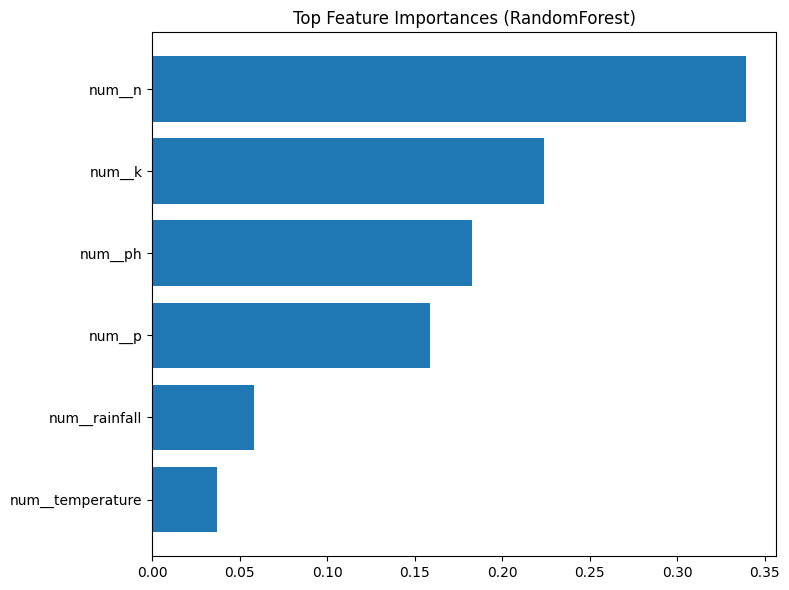 Top Feature Importances (RandomForest)
num__n
num__k
num__ph
num__p
num__rainfall
num__temperature
0.00 0.05 0.10 0.15 0.20 0.25 0.30 0.35